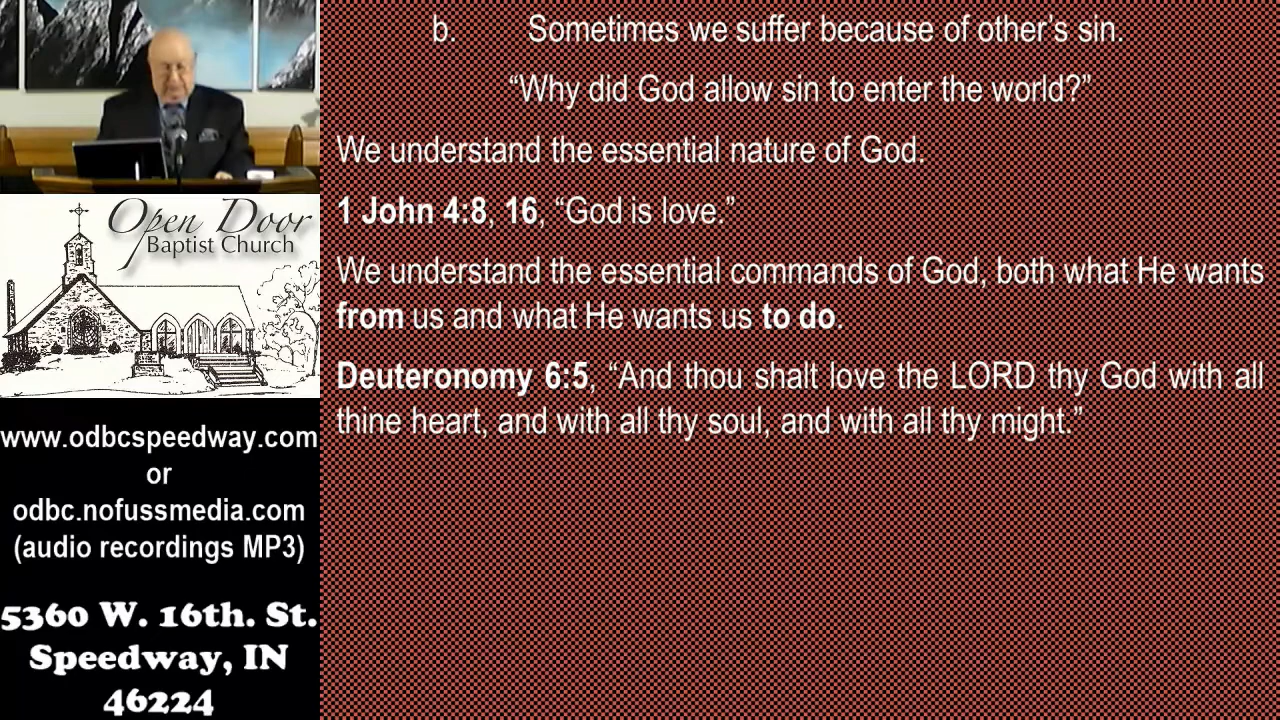 b. Sometimes we suffer because of other’s sin.
“Why did God allow sin to enter the world?”
We understand the essential nature of God.
1 John 4:8, 16, “God is love.”
We understand the essential commands of God, both what He wants
from us and what He wants us to do.
Deuteronomy 6:5, “And thou shalt love the LORD thy God with all
thine heart, and with all thy soul, and with all thy might.”
Open Door
Baptist Church
www.odbcspeedway.com
or
odbc.nofussmedia.com
(audio recordings MP3)
5360 W. 16th. St.
Speedway, IN
46224